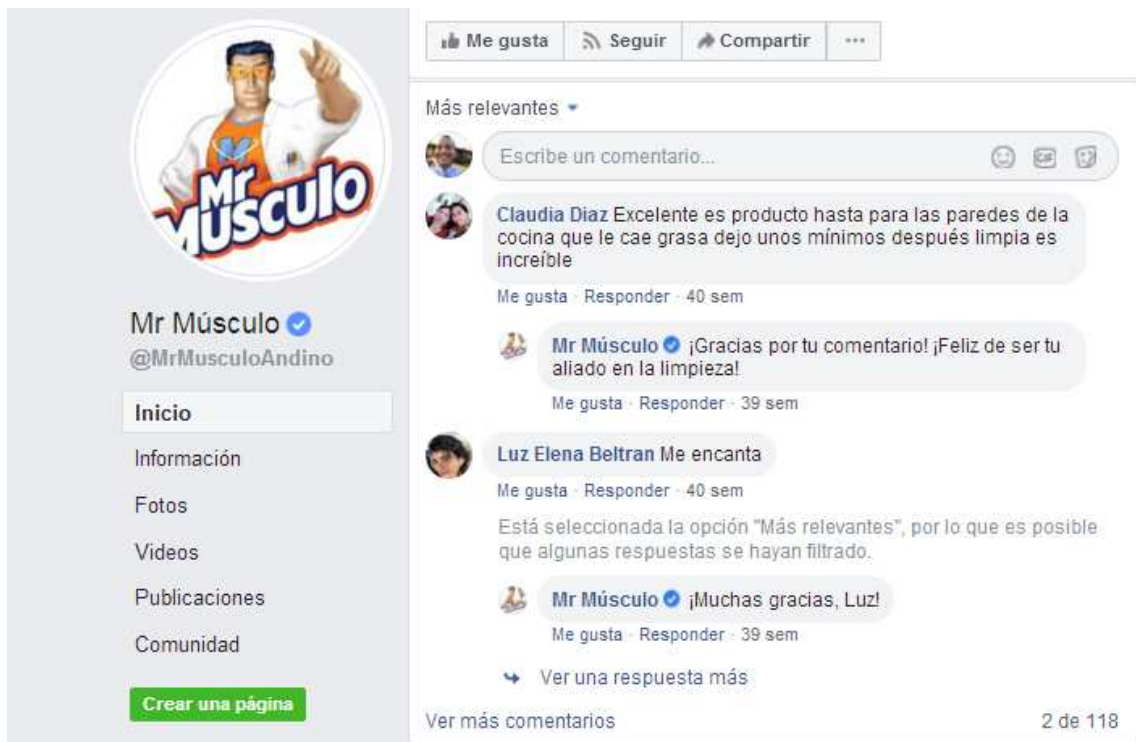 Mr
MÚSCULO
Mr Músculo
@MrMusculoAndino
Inicio
Información
Fotos
Videos
Publicaciones
Comunidad
Crear una página
Me gusta Seguir Compartir ...
Más relevantes
Escribe un comentario...
GIF
Claudia Diaz Excelente es producto hasta para las paredes de la
cocina que le cae grasa dejo unos mínimos después limpia es
increíble
Me gusta · Responder · 40 sem
Mr Músculo ¡Gracias por tu comentario! ¡Feliz de ser tu
aliado en la limpieza!
Me gusta · Responder · 39 sem
Luz Elena Beltran Me encanta
Me gusta · Responder · 40 sem
Está seleccionada la opción "Más relevantes", por lo que es posible
que algunas respuestas se hayan filtrado.
Mr Músculo ¡Muchas gracias, Luz!
Me gusta · Responder · 39 sem
Ver una respuesta más
Ver más comentarios 2 de 118